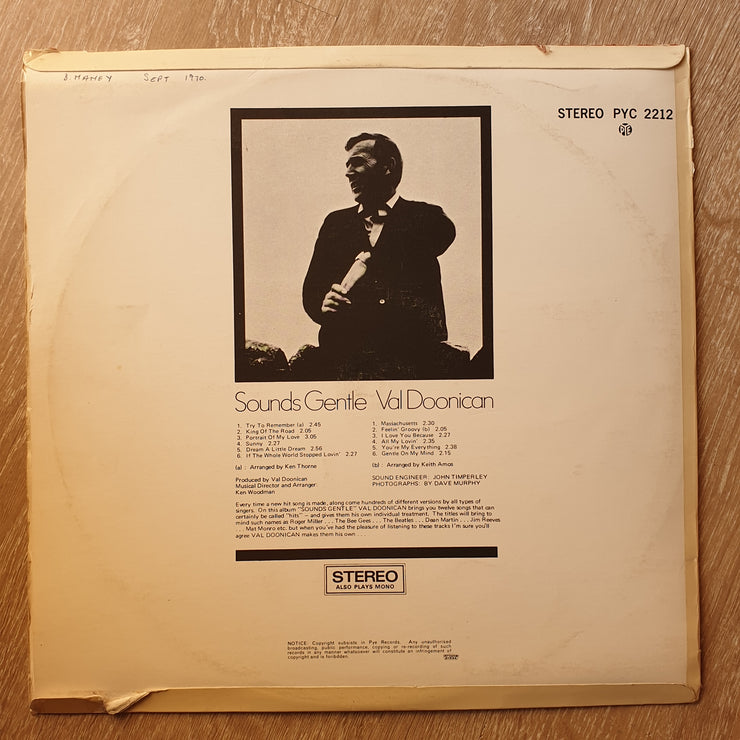 B. MANEY SEPT 1970.
STEREO PYC 2212
PYE
Sounds Gentle Val Doonican
1. Try To Remember (a) 2.45
2. King Of The Road 2.05
3. Portrait Of My Love 3.05
4. Sunny 2.27
5. Dream A Little Dream 2.56
6. If The Whole World Stopped Lovin' 2.27
(a) : Arranged by Ken Thorne
Produced by Val Doonican
Musical Director and Arranger:
Ken Woodman
1. Massachusetts 2.30
2. Feelin' Groovy (b) 2.05
3. I Love You Because 2.27
4. All My Lovin' 2.35
5. You're My Everything 2.38
6. Gentle On My Mind 2.15
(b) : Arranged by Keith Amos
SOUND ENGINEER: JOHN TIMPERLEY
PHOTOGRAPHS: BY DAVE MURPHY
Every time a new hit song is made, along come hundreds of different versions by all types of
singers. On this album "SOUNDS GENTLE" VAL DOONICAN brings you twelve songs that can
certainly be called "hits" – and gives them his own individual treatment. The titles will bring to
mind such names as Roger Miller . . . The Bee Gees . . . The Beatles . . . Dean Martin . . . Jim Reeves
. . . Mat Monro etc. but when you've had the pleasure of listening to these tracks I'm sure you'll
agree VAL DOONICAN makes them his own . . .
STEREO
ALSO PLAYS MONO
NOTICE: Copyright subsists in Pye Records. Any unauthorised
broadcasting, public performance, copying or re-recording of such
records in any manner whatsoever will constitute an infringement of
copyright and is forbidden.